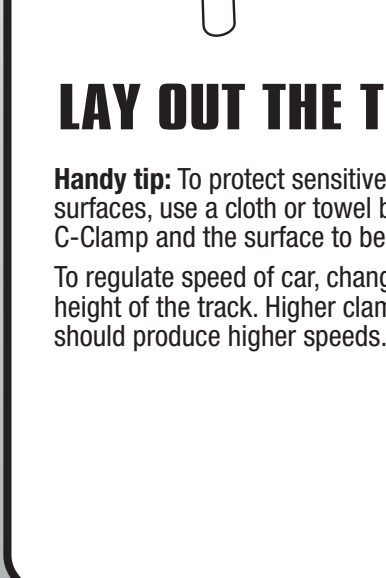 LAY OUT THE T
Handy tip: To protect sensitive
surfaces, use a cloth or towel b
C-Clamp and the surface to be
To regulate speed of car, chang
height of the track. Higher clam
should produce higher speeds.